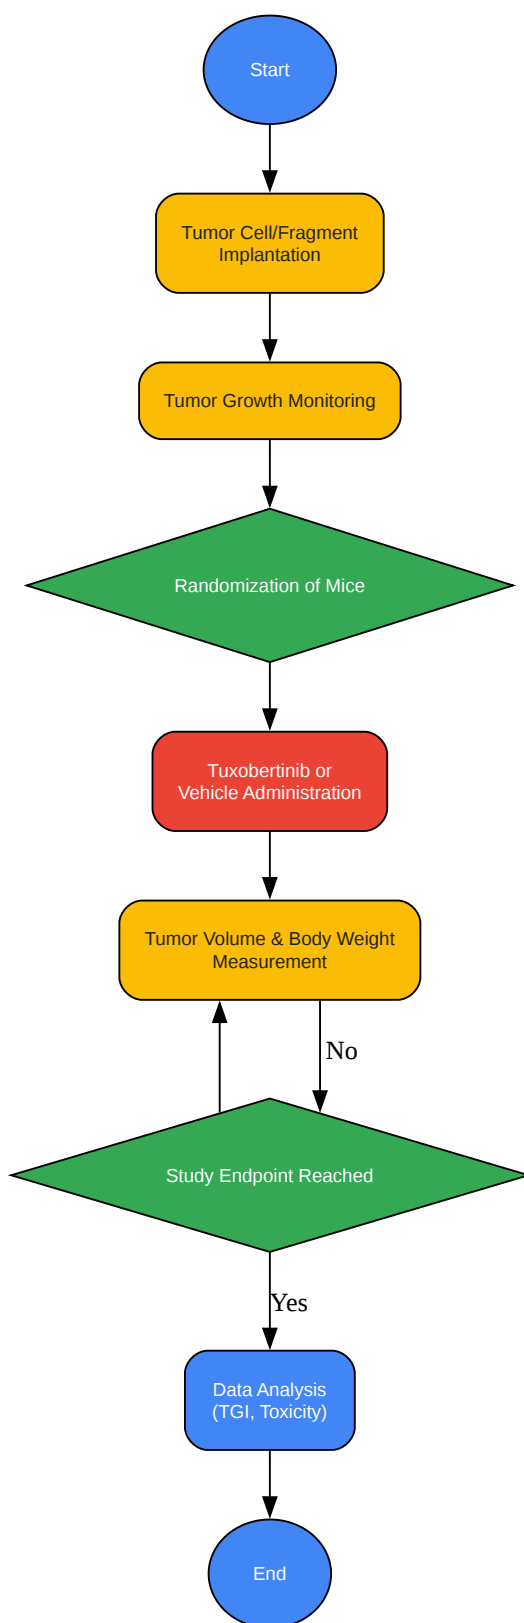 Start
Tumor Cell/Fragment
Implantation
Tumor Growth Monitoring
Randomization of Mice
Tuxobertinib or
Vehicle Administration
Tumor Volume & Body Weight
Measurement
No
Study Endpoint Reached
Yes
Data Analysis
(TGI, Toxicity)
End